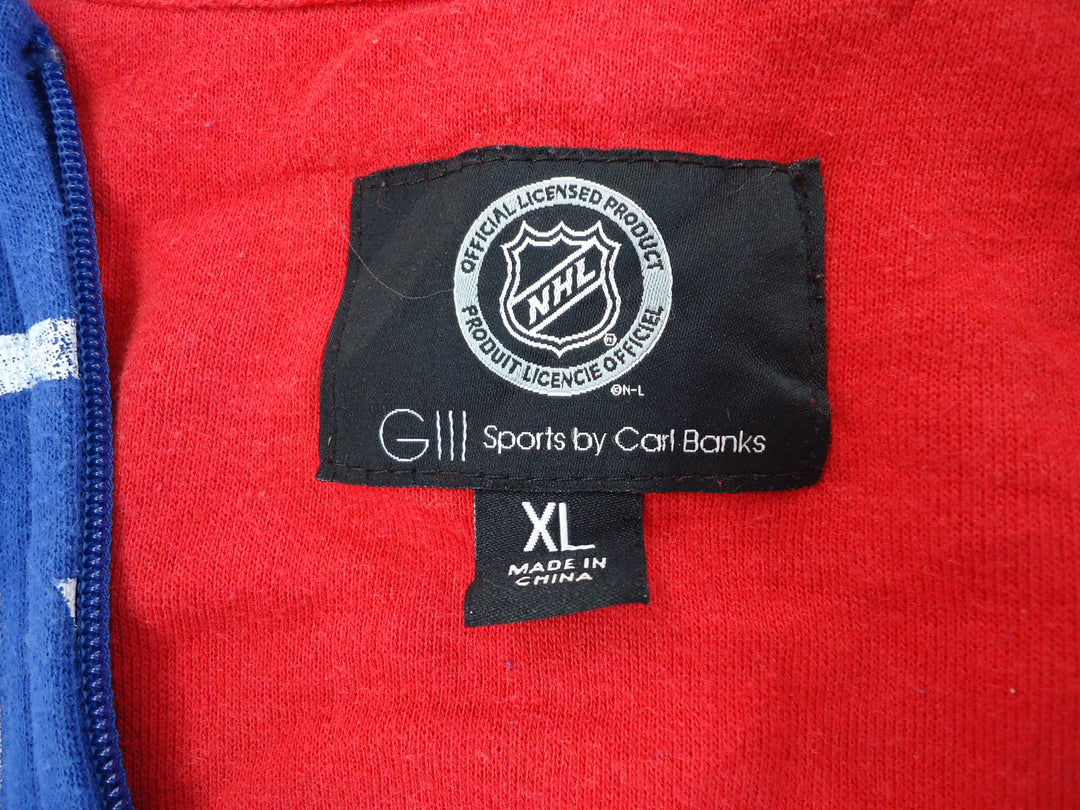 OFFICIAL LICENSED PRODUCT
NHL
PRODUIT LICENCIE OFFICIEL
©N-L
GIII Sports by Carl Banks
XL
MADE IN
CHINA